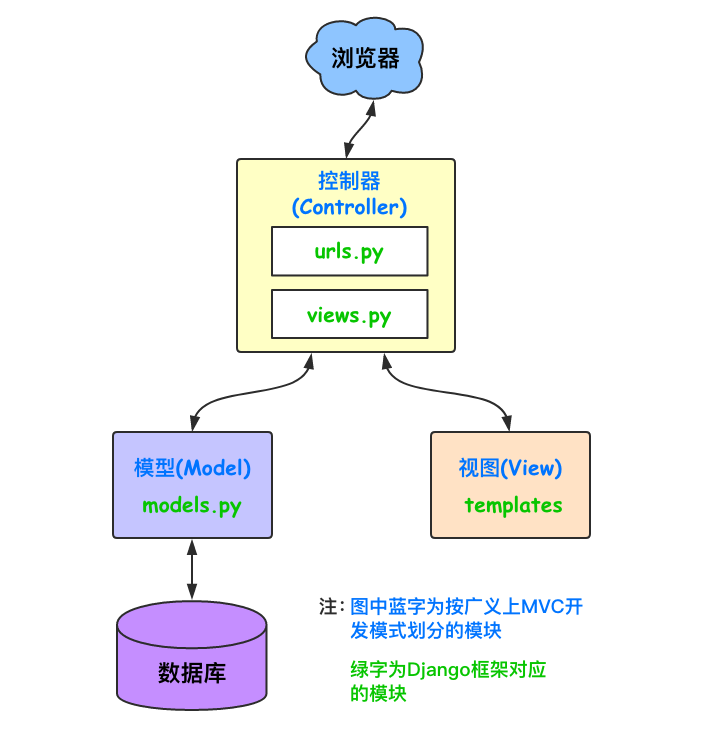 浏览器
控制器
(Controller)
urls.py
views.py
模型(Model)
models.py
视图(View)
templates
数据库
注：图中蓝字为按广义上MVC开
发模式划分的模块
绿字为Django框架对应
的模块